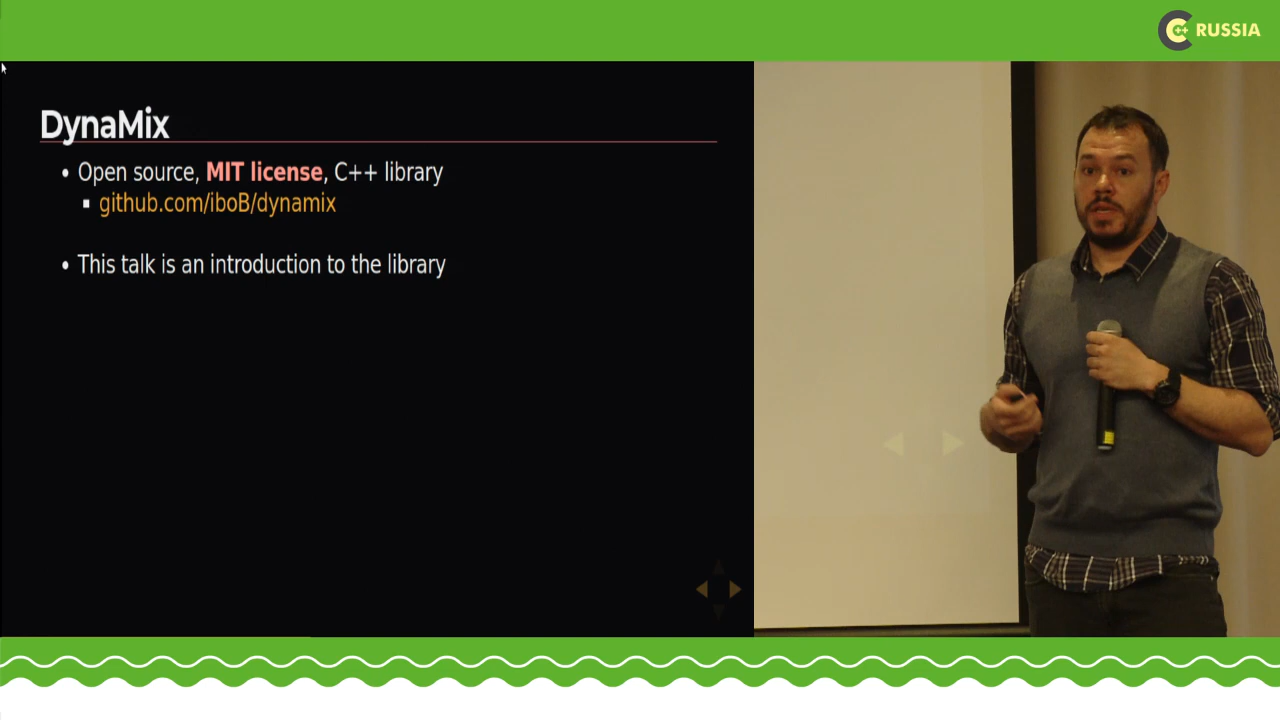 C++ RUSSIA
DynaMix
• Open source, MIT license, C++ library
▪ github.com/iboB/dynamix
• This talk is an introduction to the library